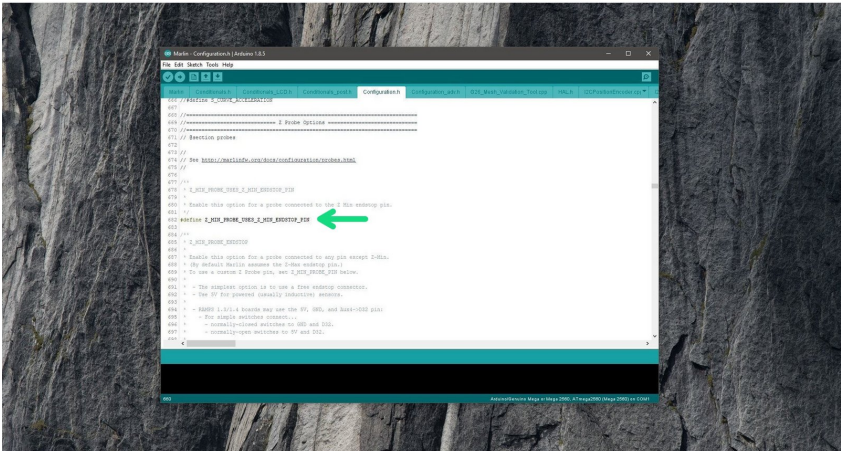 Marlin - Configuration.h | Arduino 1.8.5
File Edit Sketch Tools Help
Marlin Conditionals.h Conditionals_LCD.h Conditionals_post.h Configuration.h Configuration_adv.h G26_Mesh_Validation_Tool.cpp HAL.h I2CPositionEncoder.cpp
666 //#define S_CURVE_ACCELERATION
667
668 //===========================================================================
669 //============================= Z Probe Options =============================
670 //===========================================================================
671 // @section probes
672
673 //
674 // See http://marlinfw.org/docs/configuration/probes.html
675 //
676
677 /**
678 * Z_MIN_PROBE_USES_Z_MIN_ENDSTOP_PIN
679 *
680 * Enable this option for a probe connected to the Z Min endstop pin.
681 */
682 #define Z_MIN_PROBE_USES_Z_MIN_ENDSTOP_PIN
683
684 /**
685 * Z_MIN_PROBE_ENDSTOP
686 *
687 * Enable this option for a probe connected to any pin except Z-Min.
688 * (By default Marlin assumes the Z-Max endstop pin.)
689 * To use a custom Z Probe pin, set Z_MIN_PROBE_PIN below.
690 *
691 * - The simplest option is to use a free endstop connector.
692 * - Use 5V for powered (usually inductive) sensors.
693 *
694 * - RAMPS 1.3/1.4 boards may use the 5V, GND, and Aux4->D32 pin:
695 * - For simple switches connect...
696 * - normally-closed switches to GND and D32.
697 * - normally-open switches to 5V and D32.
698 *
680
Arduino/Genuino Mega or Mega 2560, ATmega2560 (Mega 2560) on COM1